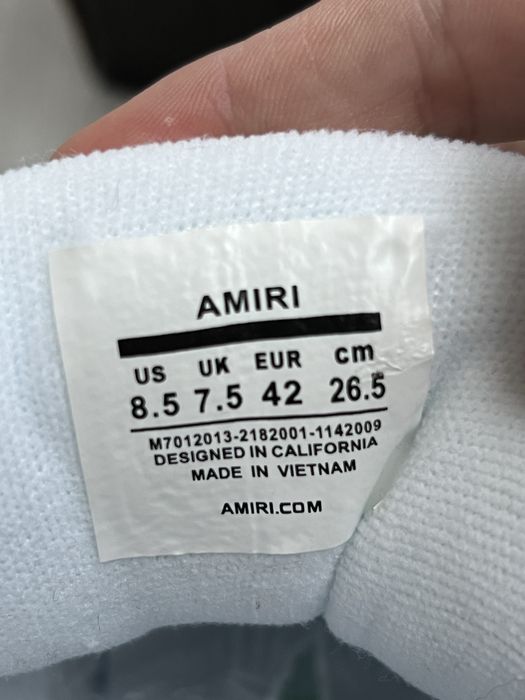 AMIRI
US UK EUR cm
8.5 7.5 42 26.5
M7012013-2182001-1142009
DESIGNED IN CALIFORNIA
MADE IN VIETNAM
AMIRI.COM